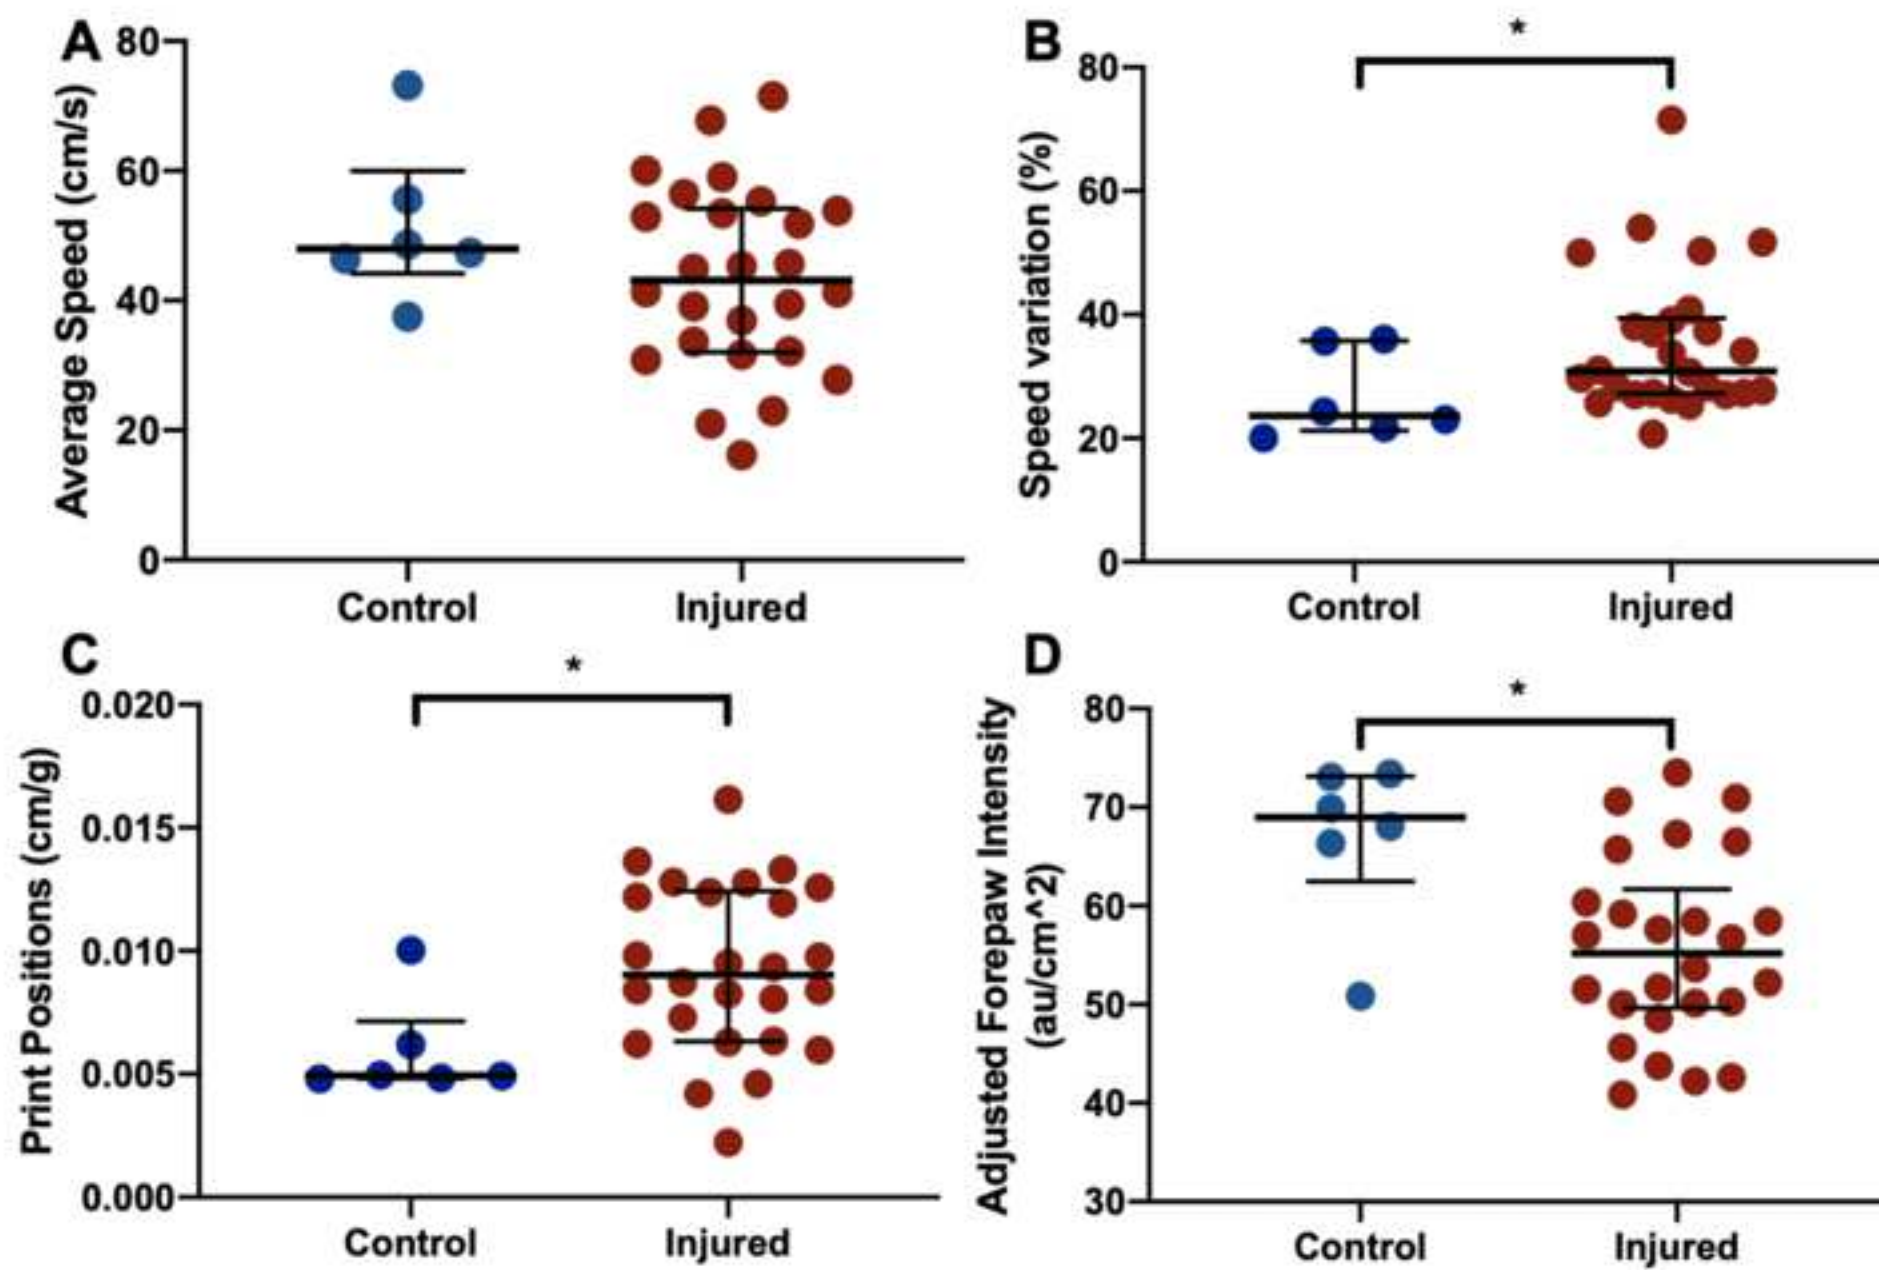 A
Average Speed (cm/s)
80
60
40
20
0
Control Injured
B
*
Speed variation (%)
80
60
40
20
0
Control Injured
C
*
Print Positions (cm/g)
0.020
0.015
0.010
0.005
0.000
Control Injured
D
*
Adjusted Forepaw Intensity
(au/cm^2)
80
70
60
50
40
30
Control Injured